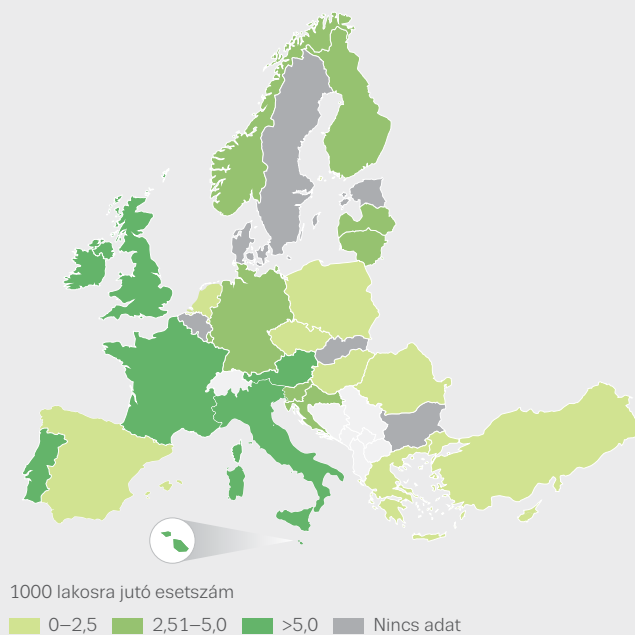 1000 lakosra jutó esetszám
0–2,5 2,51–5,0 >5,0 Nincs adat